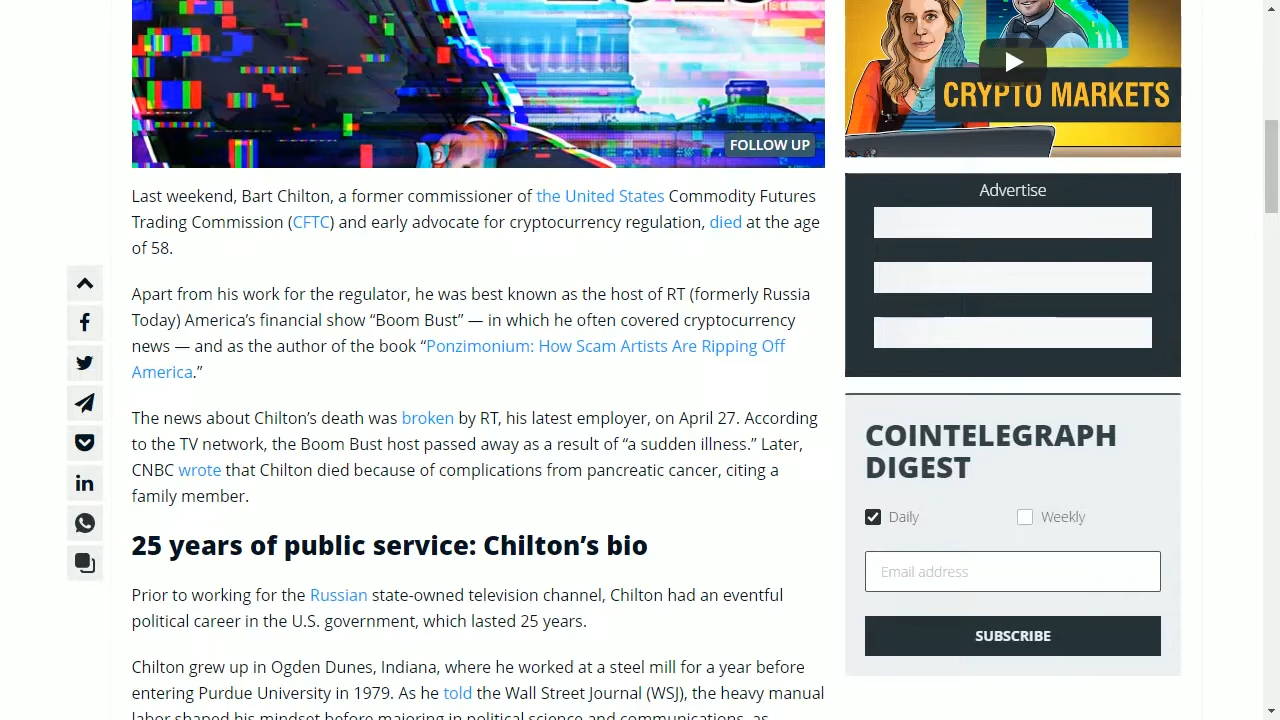 FOLLOW UP
Last weekend, Bart Chilton, a former commissioner of the United States Commodity Futures
Trading Commission (CFTC) and early advocate for cryptocurrency regulation, died at the age
of 58.
Apart from his work for the regulator, he was best known as the host of RT (formerly Russia
Today) America’s financial show “Boom Bust” — in which he often covered cryptocurrency
news — and as the author of the book “Ponzimonium: How Scam Artists Are Ripping Off
America.”
The news about Chilton’s death was broken by RT, his latest employer, on April 27. According
to the TV network, the Boom Bust host passed away as a result of “a sudden illness.” Later,
CNBC wrote that Chilton died because of complications from pancreatic cancer, citing a
family member.
25 years of public service: Chilton’s bio
Prior to working for the Russian state-owned television channel, Chilton had an eventful
political career in the U.S. government, which lasted 25 years.
Chilton grew up in Ogden Dunes, Indiana, where he worked at a steel mill for a year before
entering Purdue University in 1979. As he told the Wall Street Journal (WSJ), the heavy manual
labor shaped his mindset before majoring in political science and communications, as
CRYPTO MARKETS
Advertise
COINTELEGRAPH
DIGEST
Daily
Weekly
Email address
SUBSCRIBE